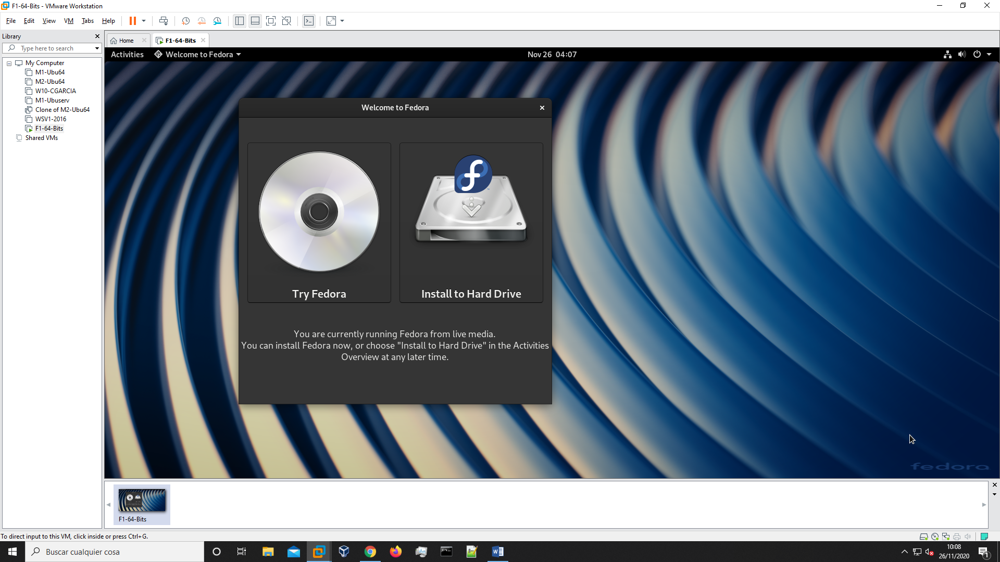 F1-64-Bits - VMware Workstation
File Edit View VM Tabs Help
Library
Type here to search
My Computer
M1-Ubu64
M2-Ubu64
W10-CGARCIA
M1-Ubuserv
Clone of M2-Ubu64
WSV1-2016
F1-64-Bits
Shared VMs
Home
F1-64-Bits
Activities
Welcome to Fedora
Nov 26 04:07
Welcome to Fedora
Try Fedora
Install to Hard Drive
You are currently running Fedora from live media.
You can install Fedora now, or choose "Install to Hard Drive" in the Activities
Overview at any later time.
fedora
F1-64-Bits
To direct input to this VM, click inside or press Ctrl+G.
Buscar cualquier cosa
10:08
26/11/2020
1